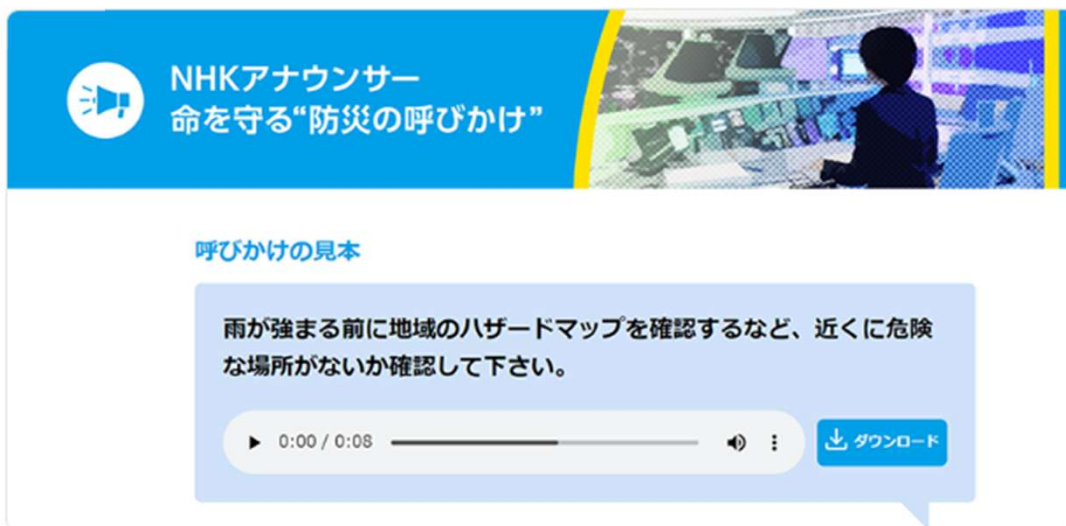 NHKアナウンサー
命を守る“防災の呼びかけ”
呼びかけの見本
雨が強まる前に地域のハザードマップを確認するなど、近くに危険
な場所がないか確認して下さい。
0:00 / 0:08
ダウンロード